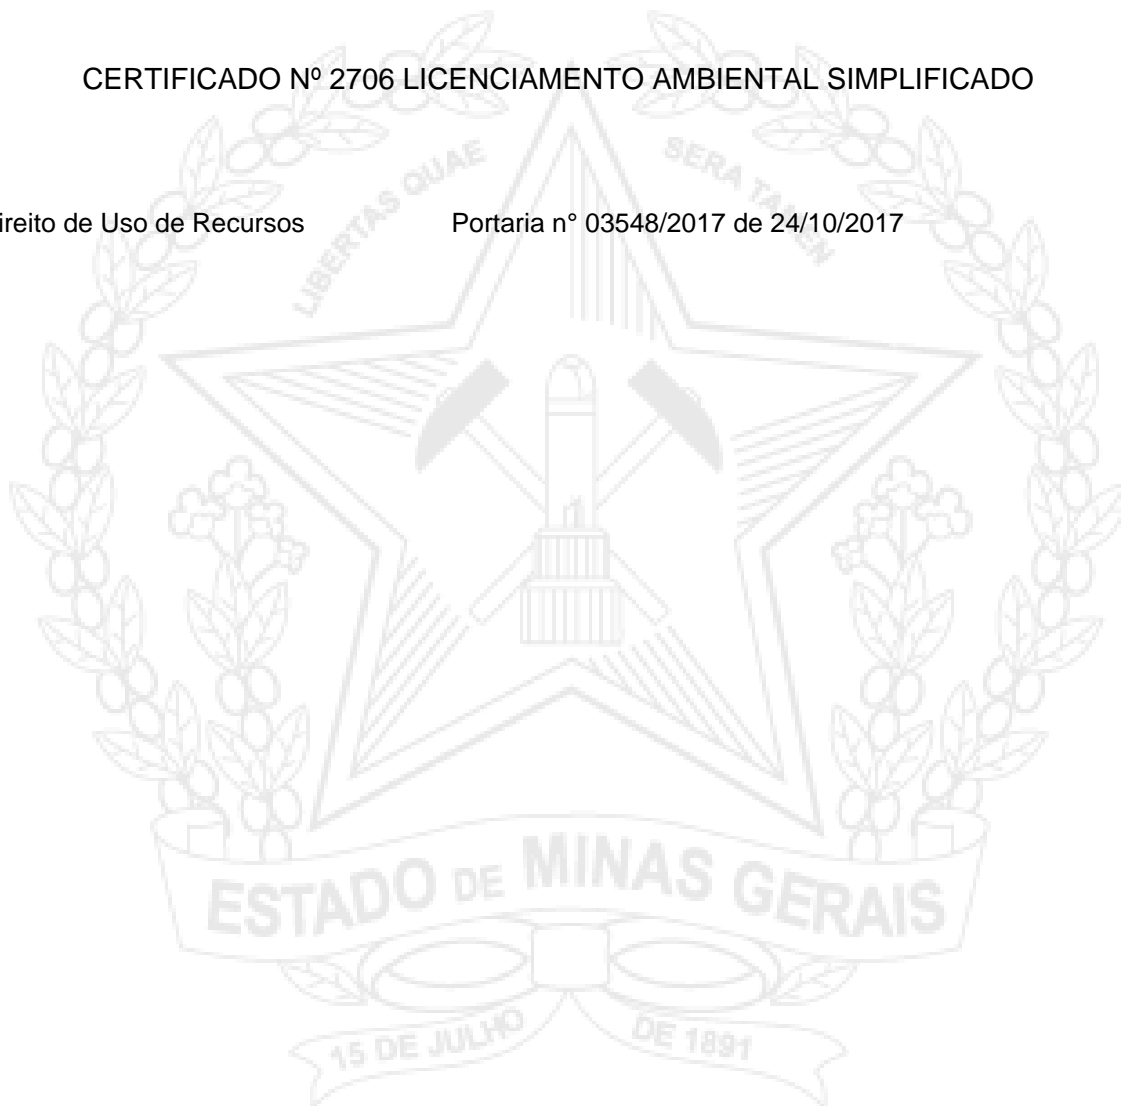 CERTIFICADO Nº 2706 LICENCIAMENTO AMBIENTAL SIMPLIFICADO
LIBERTAS QUAE SERA TAMEN
ireito de Uso de Recursos Portaria n° 03548/2017 de 24/10/2017
ESTADO DE MINAS GERAIS
15 DE JULHO DE 1891